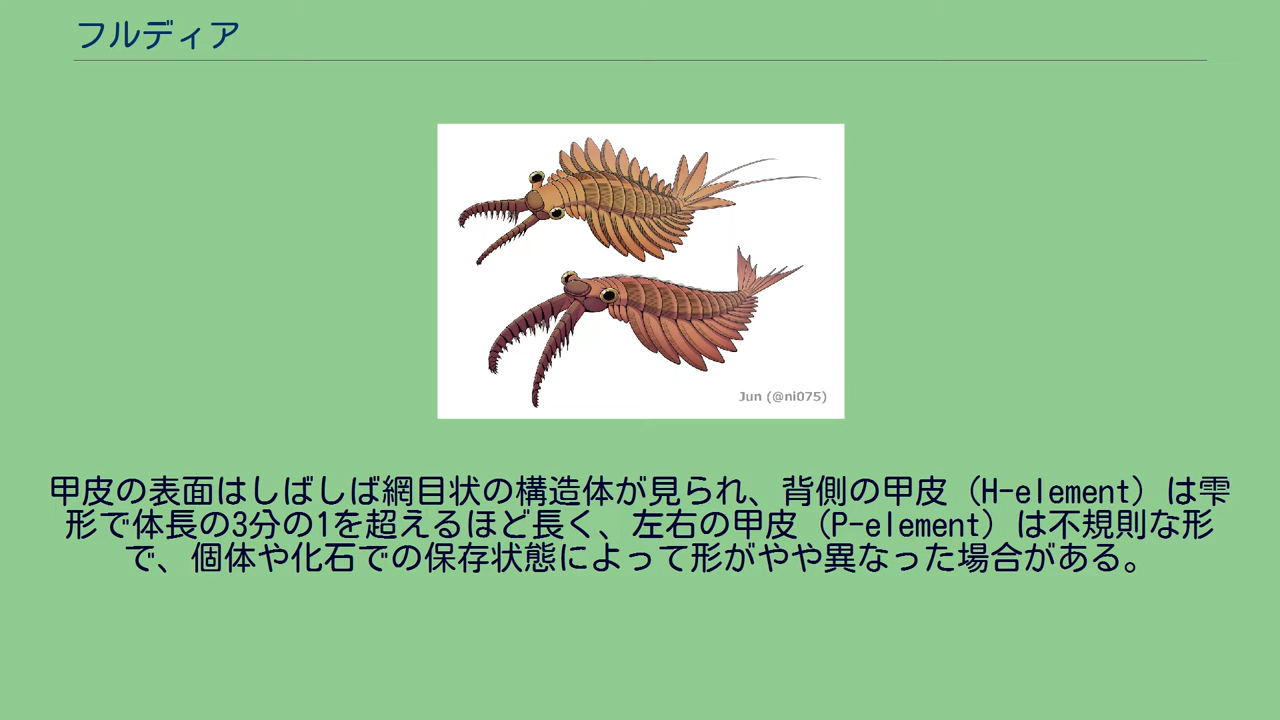 フルディア
Jun (@ni075)
甲皮の表面はしばしば網目状の構造体が見られ、背側の甲皮（H-element）は雫
形で体長の3分の1を超えるほど長く、左右の甲皮（P-element）は不規則な形
で、個体や化石での保存状態によって形がやや異なった場合がある。